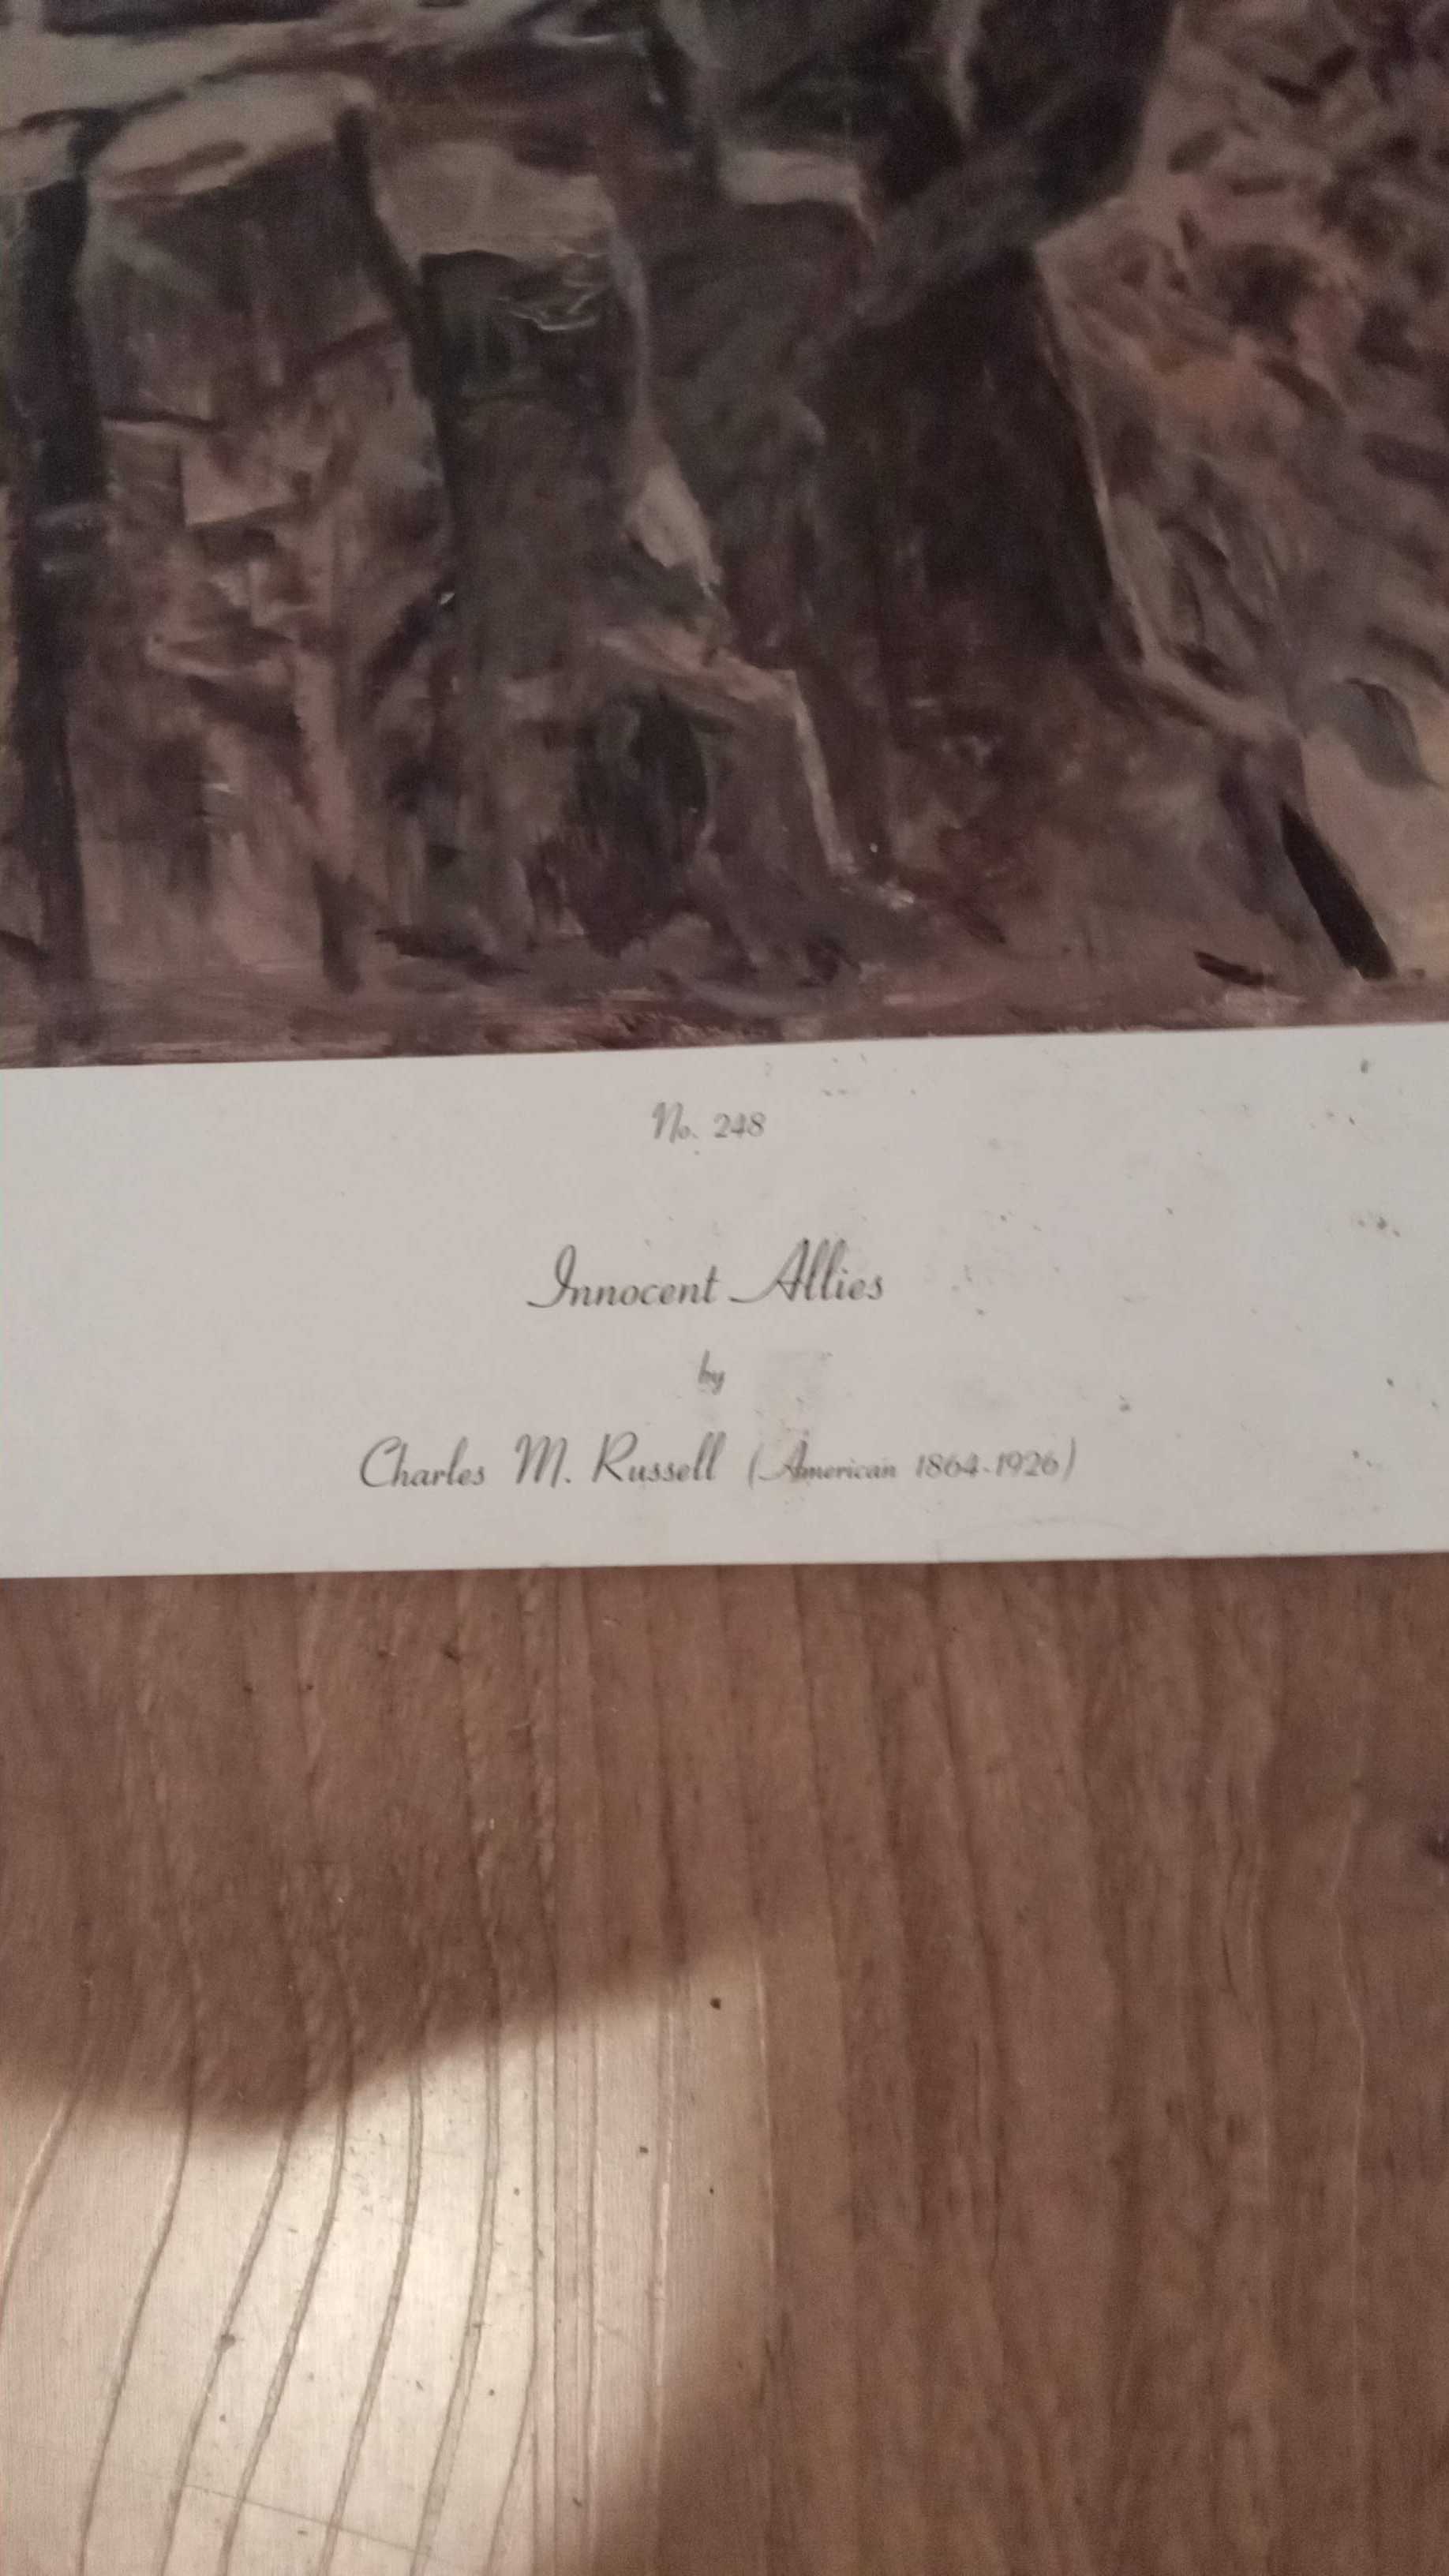 No. 248
Innocent Allies
by
Charles M. Russell (American 1864-1926)